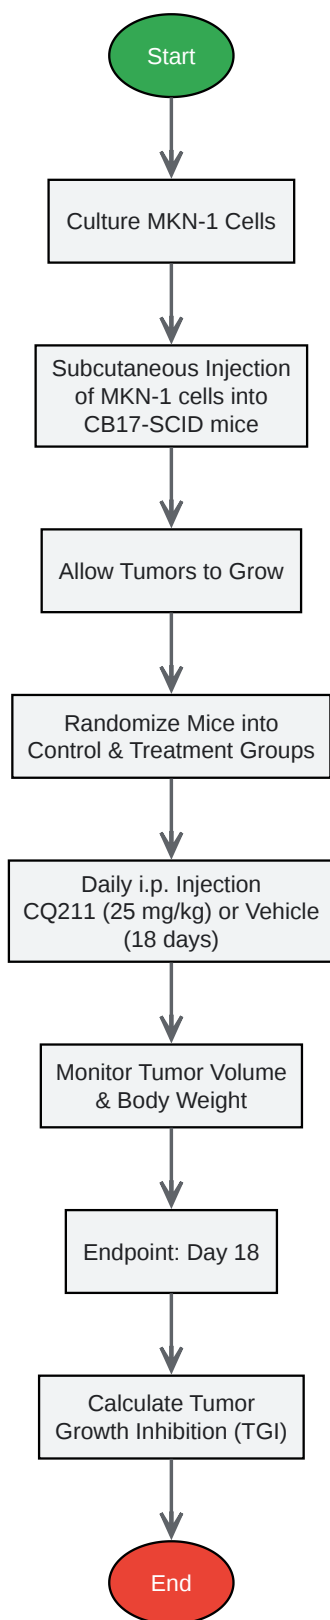 Start
Culture MKN-1 Cells
Subcutaneous Injection
of MKN-1 cells into
CB17-SCID mice
Allow Tumors to Grow
Randomize Mice into
Control & Treatment Groups
Daily i.p. Injection
CQ211 (25 mg/kg) or Vehicle
(18 days)
Monitor Tumor Volume
& Body Weight
Endpoint: Day 18
Calculate Tumor
Growth Inhibition (TGI)
End